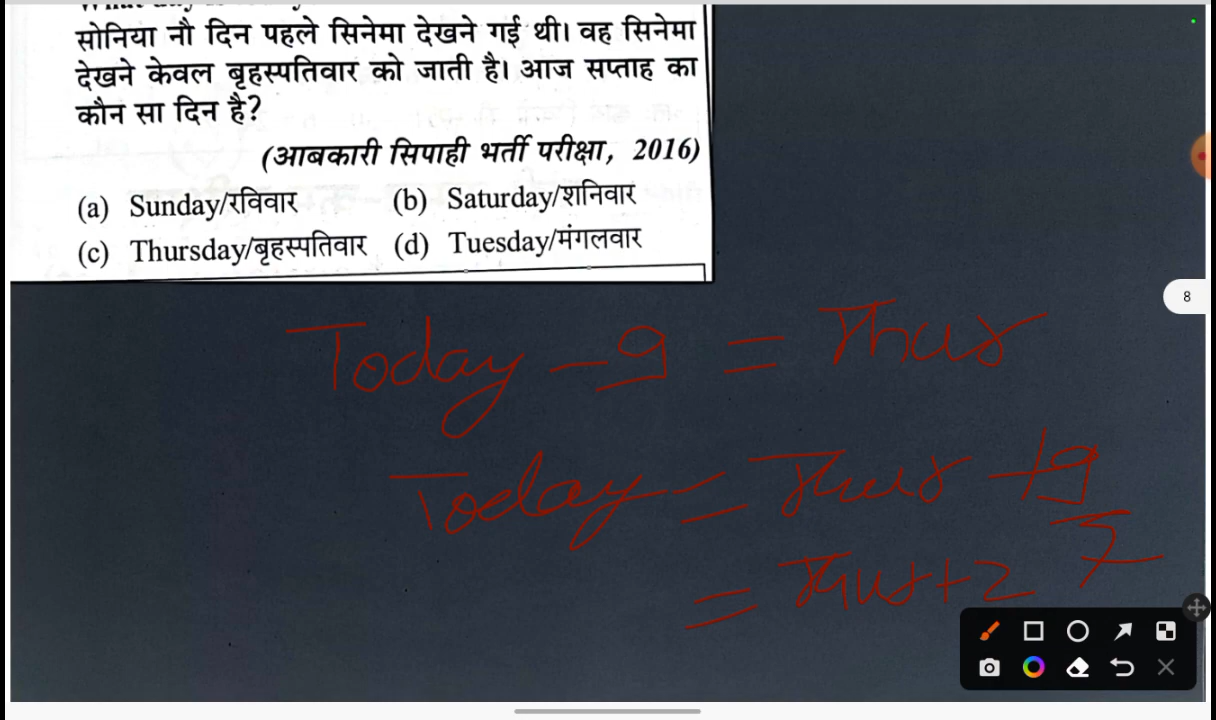 सोनिया नौ दिन पहले सिनेमा देखने गई थी। वह सिनेमा
देखने केवल बृहस्पतिवार को जाती है। आज सप्ताह का
कौन सा दिन है?
(आबकारी सिपाही भर्ती परीक्षा, 2016)
(a) Sunday/रविवार (b) Saturday/शनिवार
(c) Thursday/बृहस्पतिवार (d) Tuesday/मंगलवार
8
Today - 9 = Thur
Today = Thur + 9
7
= Thur + 2